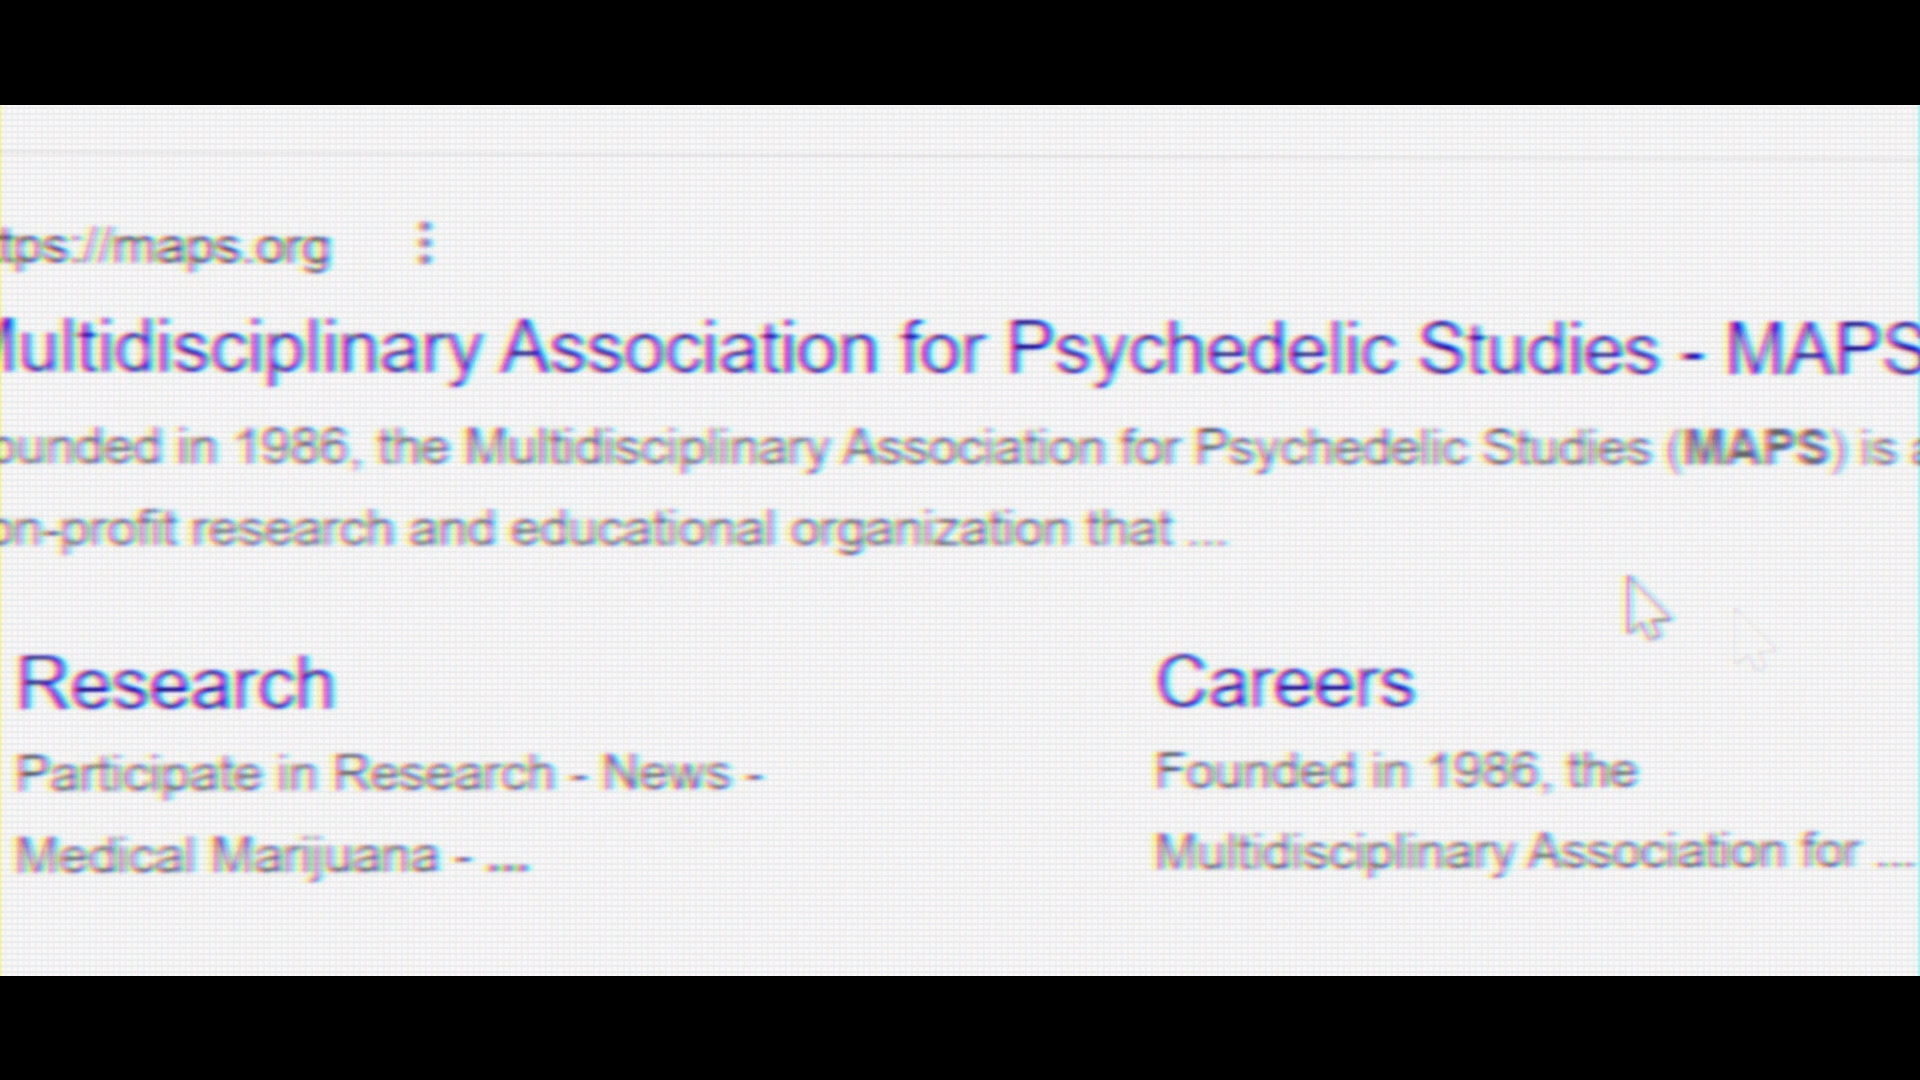 tps://maps.org
Multidisciplinary Association for Psychedelic Studies - MAPS
ounded in 1986, the Multidisciplinary Association for Psychedelic Studies (MAPS) is a
on-profit research and educational organization that ...
Research
Careers
Participate in Research - News -
Medical Marijuana - ...
Founded in 1986, the
Multidisciplinary Association for ...